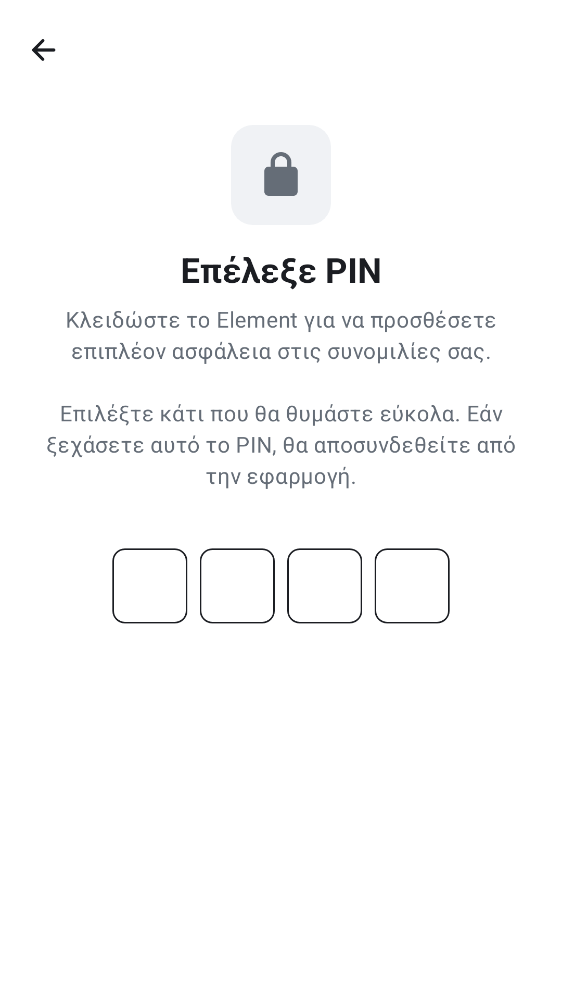 Επέλεξε PIN
Κλειδώστε το Element για να προσθέσετε
επιπλέον ασφάλεια στις συνομιλίες σας.
Επιλέξτε κάτι που θα θυμάστε εύκολα. Εάν
ξεχάσετε αυτό το PIN, θα αποσυνδεθείτε από
την εφαρμογή.